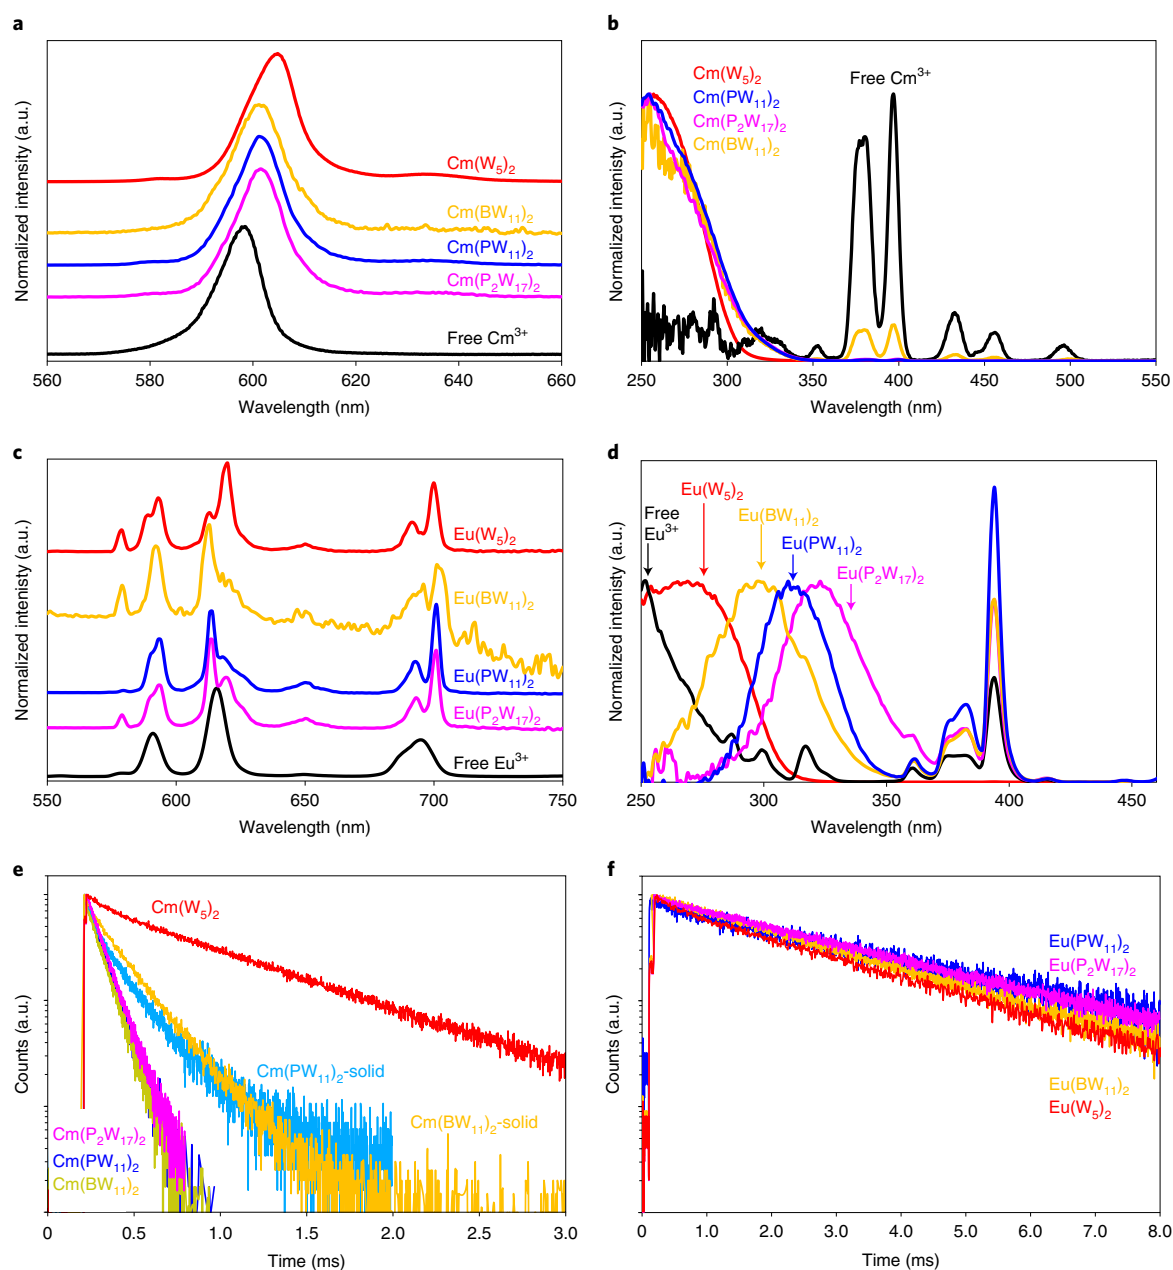 a
Normalized intensity (a.u.)
Cm(W₅)₂
Cm(BW₁₁)₂
Cm(PW₁₁)₂
Cm(P₂W₁₇)₂
Free Cm³⁺
560 580 600 620 640 660
Wavelength (nm)
b
Normalized intenisty (a.u.)
Cm(W₅)₂
Cm(PW₁₁)₂
Cm(P₂W₁₇)₂
Cm(BW₁₁)₂
Free Cm³⁺
250 300 350 400 450 500 550
Wavelength (nm)
c
Normalized intensity (a.u.)
Eu(W₅)₂
Eu(BW₁₁)₂
Eu(PW₁₁)₂
Eu(P₂W₁₇)₂
Free Eu³⁺
550 600 650 700 750
Wavelength (nm)
d
Normalized intenisty (a.u.)
Free
Eu³⁺
Eu(W₅)₂
Eu(BW₁₁)₂
Eu(PW₁₁)₂
Eu(P₂W₁₇)₂
250 300 350 400 450
Wavelength (nm)
e
Counts (a.u.)
Cm(W₅)₂
Cm(PW₁₁)₂-solid
Cm(BW₁₁)₂-solid
Cm(P₂W₁₇)₂
Cm(PW₁₁)₂
Cm(BW₁₁)₂
0 0.5 1.0 1.5 2.0 2.5 3.0
Time (ms)
f
Counts (a.u.)
Eu(PW₁₁)₂
Eu(P₂W₁₇)₂
Eu(BW₁₁)₂
Eu(W₅)₂
0 1.0 2.0 3.0 4.0 5.0 6.0 7.0 8.0
Time (ms)